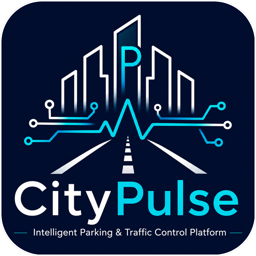 P
CityPulse
Intelligent Parking & Traffic Control Platform